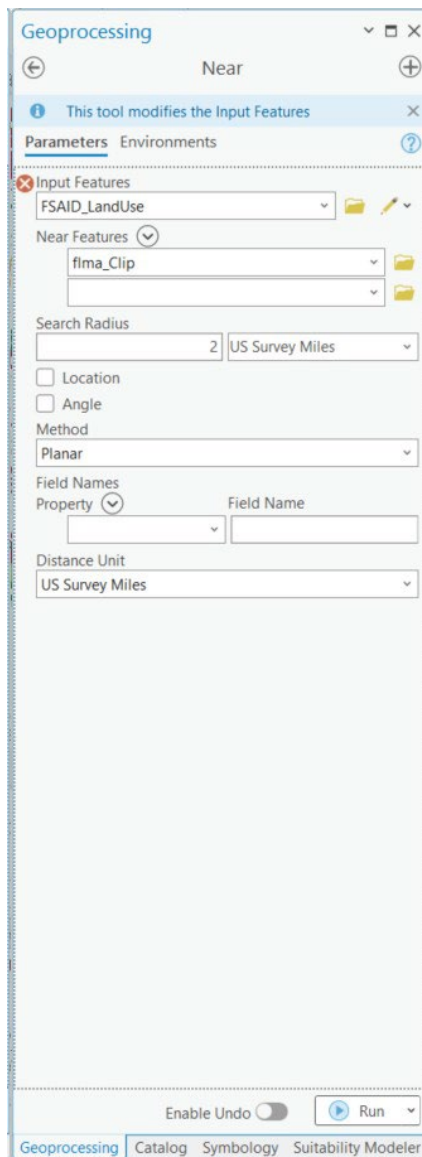 Geoprocessing
Near
This tool modifies the Input Features
Parameters Environments
Input Features
FSAID_LandUse
Near Features
flma_Clip
Search Radius
2 US Survey Miles
Location
Angle
Method
Planar
Field Names
Property Field Name
Distance Unit
US Survey Miles
Enable Undo Run
Geoprocessing Catalog Symbology Suitability Modeler